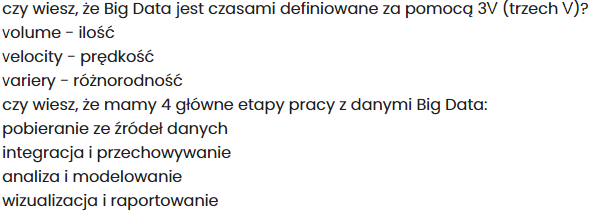 czy wiesz, że Big Data jest czasami definiowane za pomocą 3V (trzech V)?
volume - ilość
velocity - prędkość
variery - różnorodność
czy wiesz, że mamy 4 główne etapy pracy z danymi Big Data:
pobieranie ze źródeł danych
integracja i przechowywanie
analiza i modelowanie
wizualizacja i raportowanie